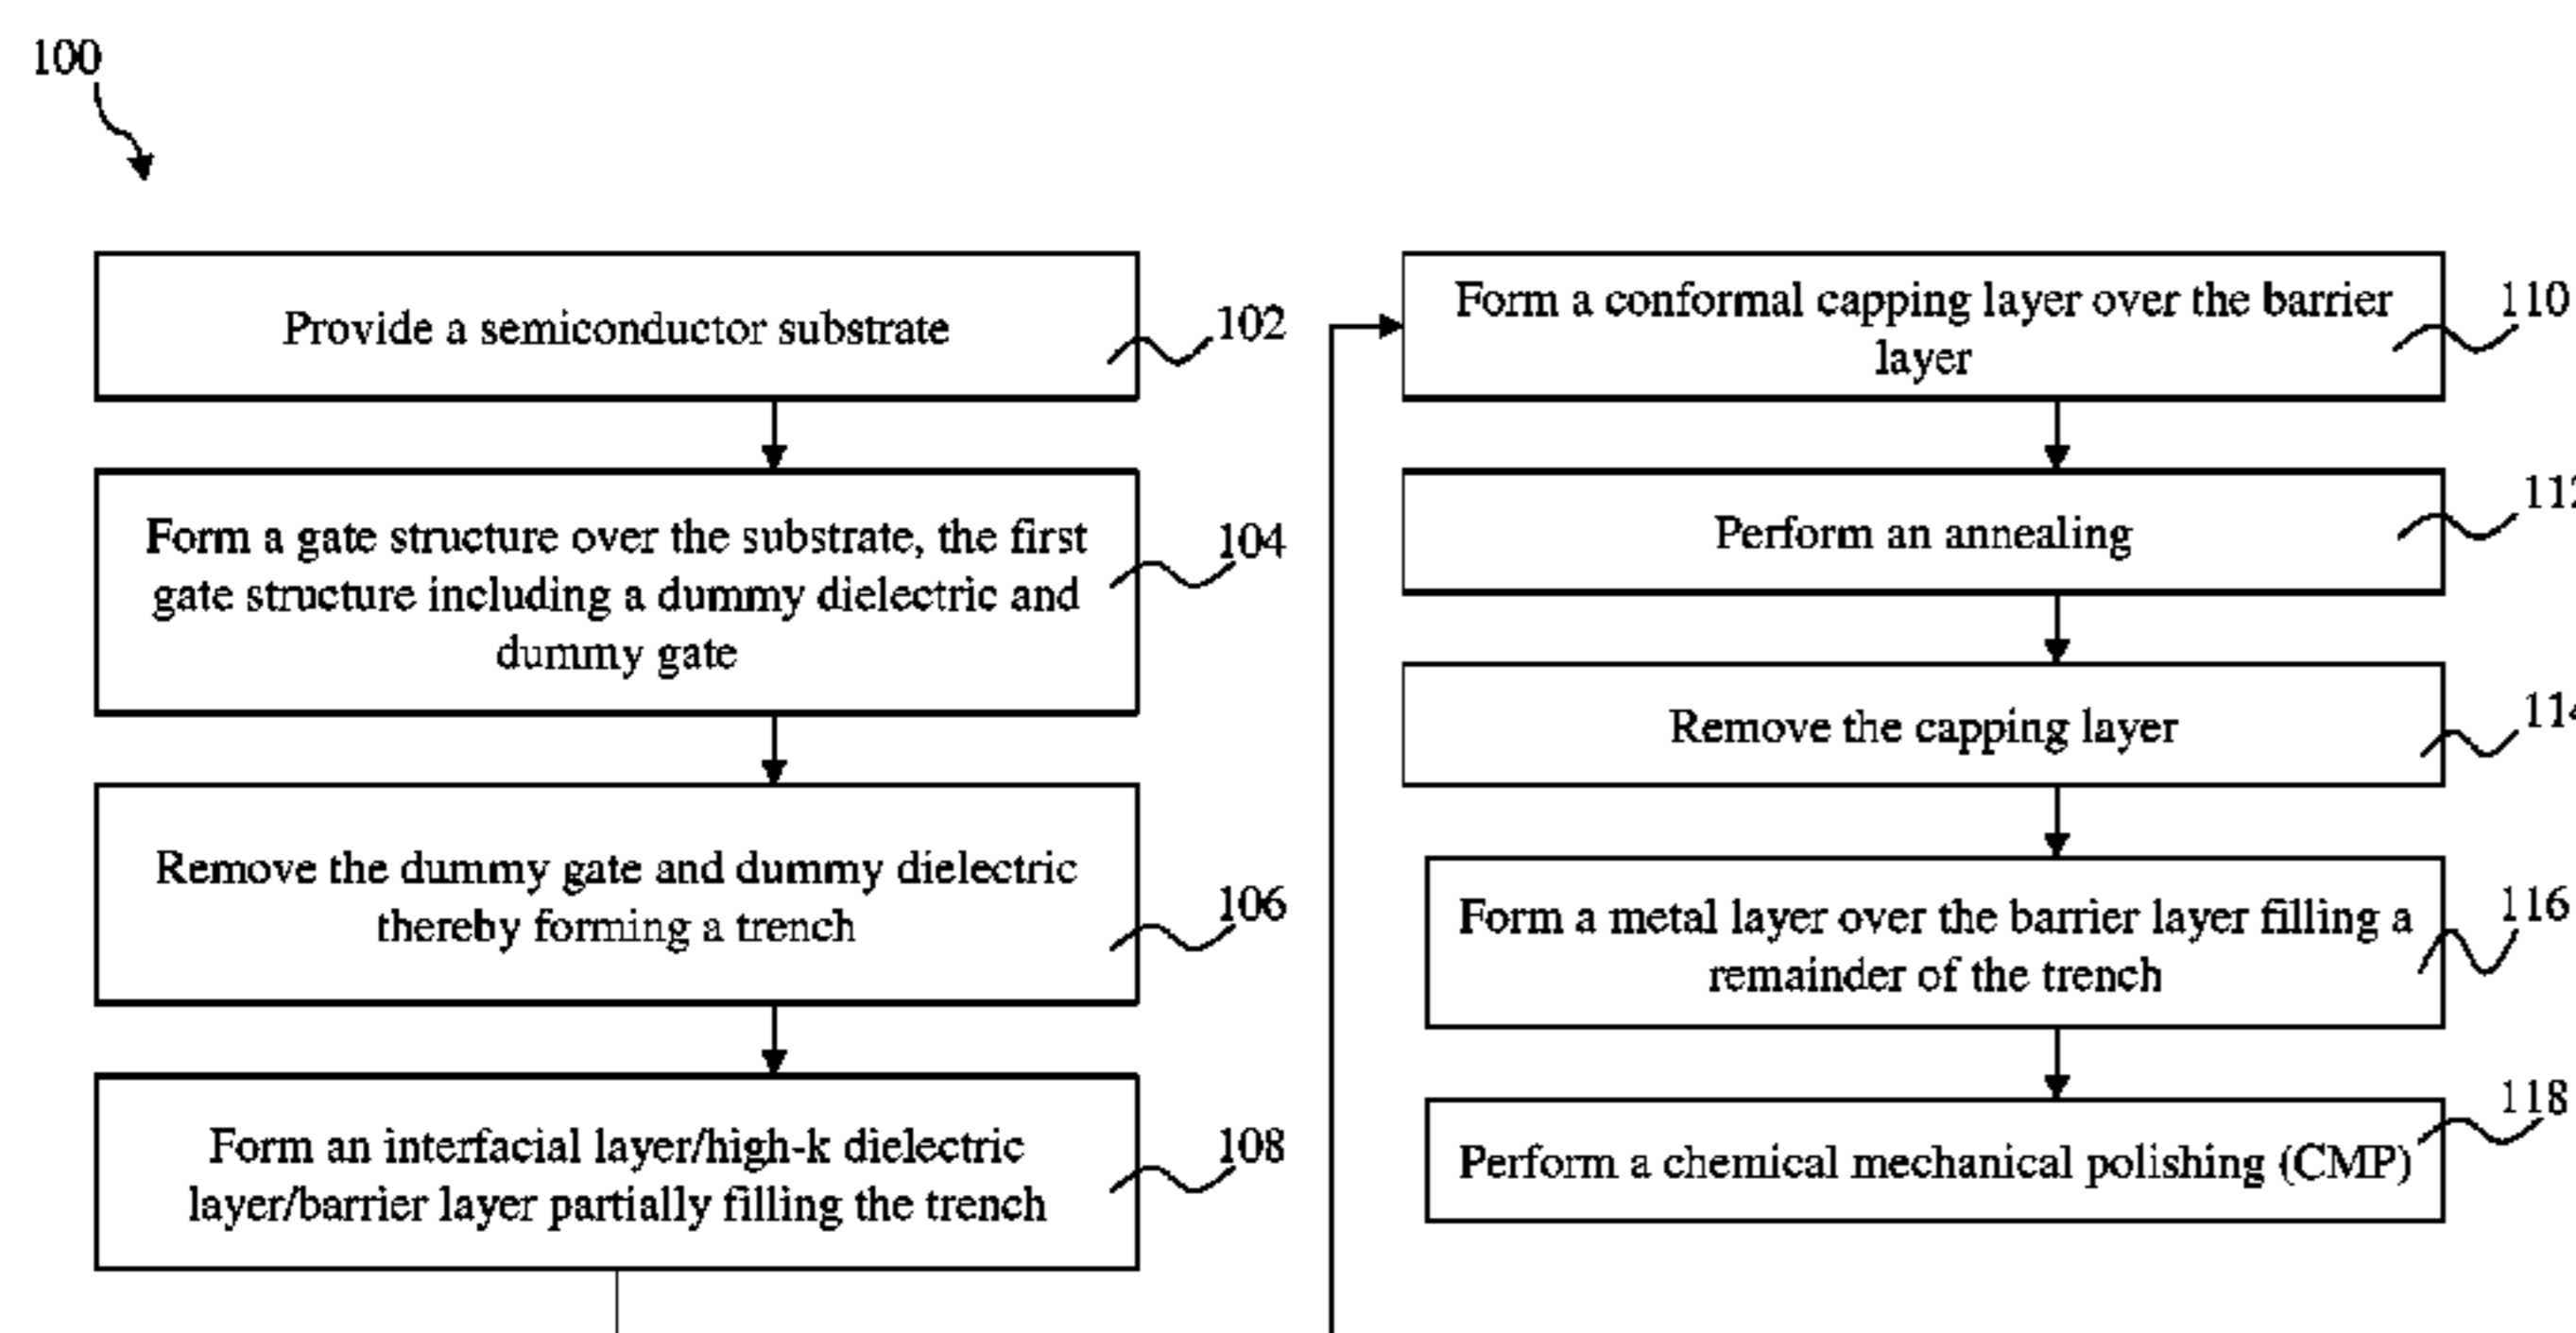 100
Provide a semiconductor substrate
102
Form a gate structure over the substrate, the first
gate structure including a dummy dielectric and
dummy gate
104
Remove the dummy gate and dummy dielectric
thereby forming a trench
106
Form an interfacial layer/high-k dielectric
layer/barrier layer partially filling the trench
108
Form a conformal capping layer over the barrier
layer
110
Perform an annealing
112
Remove the capping layer
114
Form a metal layer over the barrier layer filling a
remainder of the trench
116
Perform a chemical mechanical polishing (CMP)
118